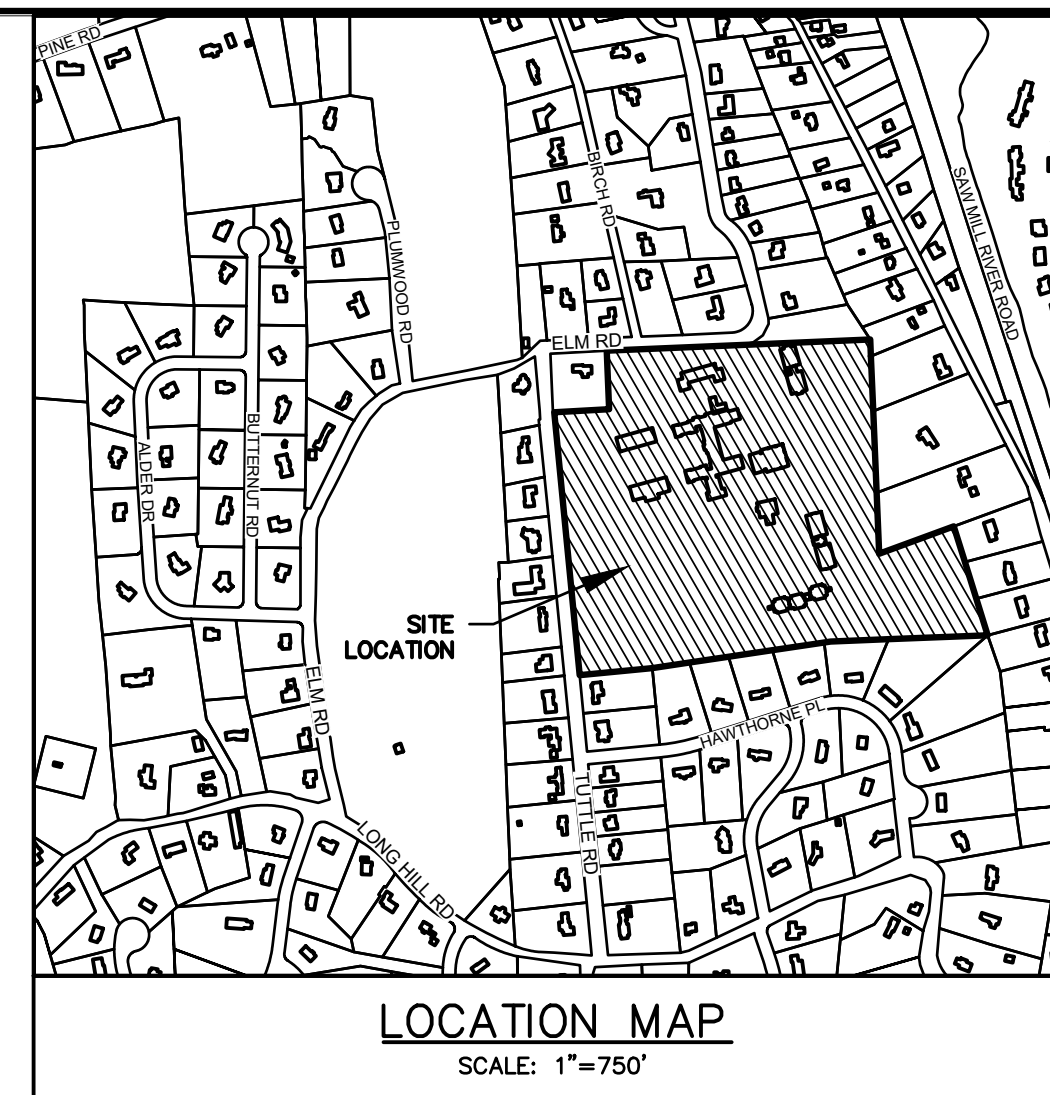 PINE RD
BIRCH RD
SAW MILL RIVER ROAD
PLUMWOOD RD
ELM RD
BUTTERNUT RD
ALDER DR
SITE
LOCATION
ELM RD
HAWTHORNE PL
TUTTLE RD
LONG HILL RD
LOCATION MAP
SCALE: 1"=750'